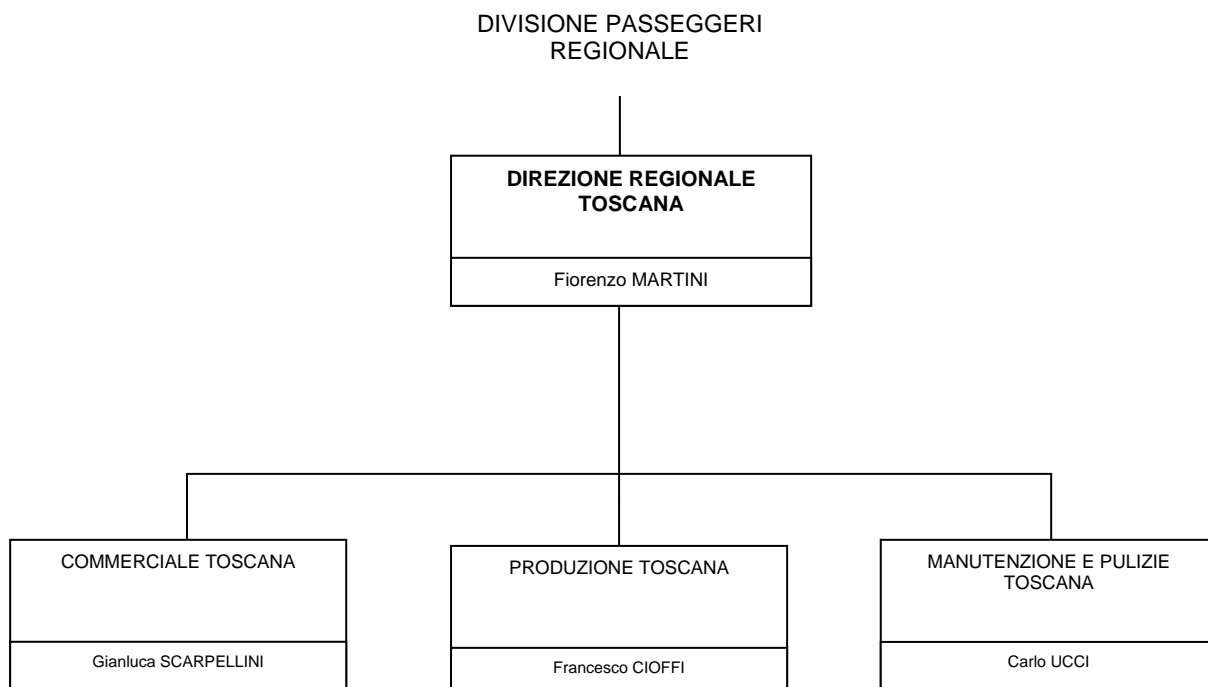 DIVISIONE PASSEGGERI
REGIONALE
DIREZIONE REGIONALE
TOSCANA
Fiorenzo MARTINI
COMMERCIALE TOSCANA
Gianluca SCARPELLINI
PRODUZIONE TOSCANA
Francesco CIOFFI
MANUTENZIONE E PULIZIE
TOSCANA
Carlo UCCI